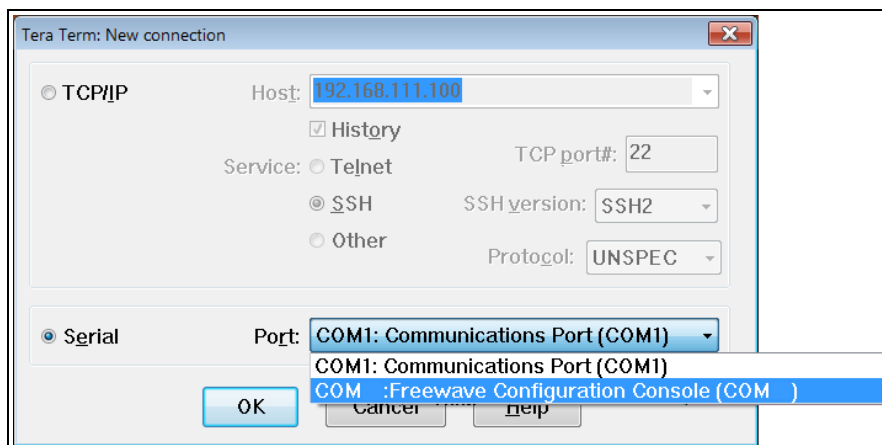 Tera Term: New connection
TCP/IP Host: 192.168.111.100
History
Service: Telnet TCP port#: 22
SSH SSH version: SSH2
Other
Protocol: UNSPEC
Serial Port: COM1: Communications Port (COM1)
COM1: Communications Port (COM1)
COM :Freewave Configuration Console (COM )
OK Cancel Help